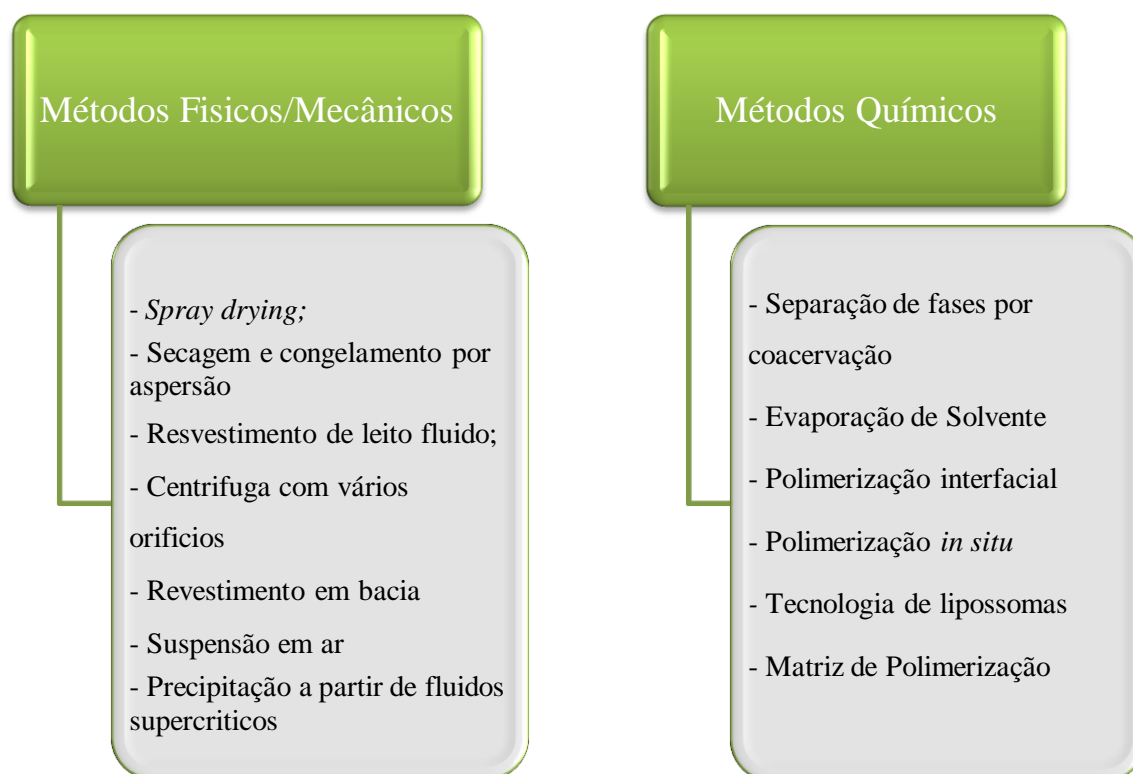 Métodos Fisicos/Mecânicos
- Spray drying;
- Secagem e congelamento por
aspersão
- Resvestimento de leito fluido;
- Centrifuga com vários
orificios
- Revestimento em bacia
- Suspensão em ar
- Precipitação a partir de fluidos
supercriticos
Métodos Químicos
- Separação de fases por
coacervação
- Evaporação de Solvente
- Polimerização interfacial
- Polimerização in situ
- Tecnologia de lipossomas
- Matriz de Polimerização